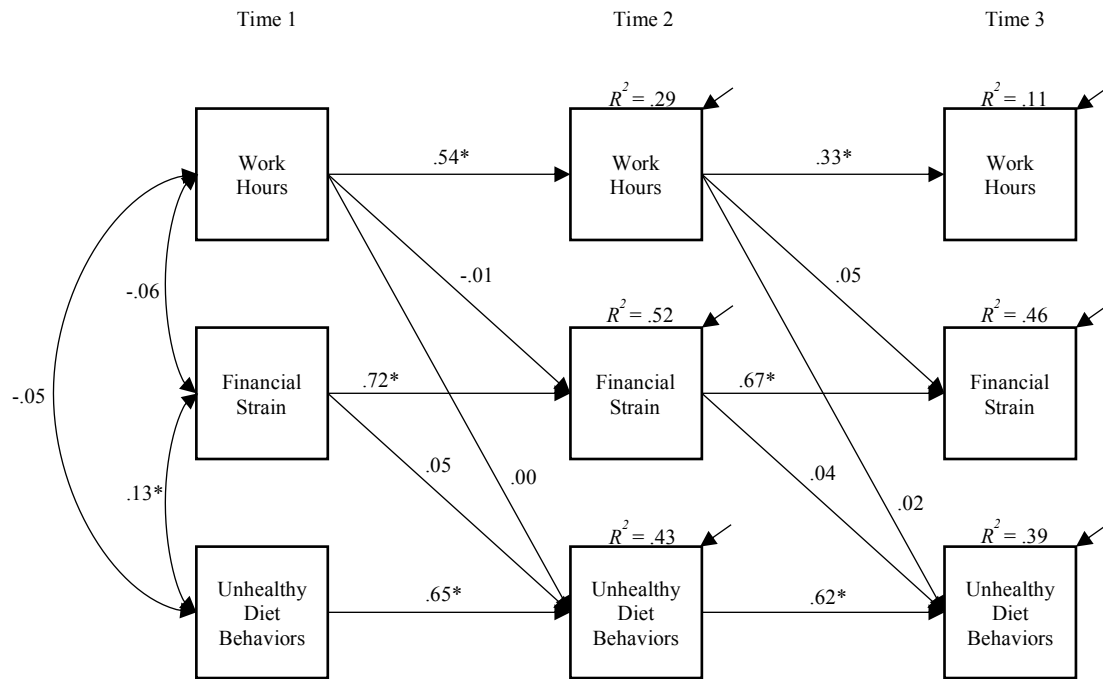 Time 1
Time 2
Time 3
R² = .29
R² = .11
Work
Hours
.54*
Work
Hours
.33*
Work
Hours
-.06
-.01
.05
R² = .52
R² = .46
-.05
Financial
Strain
.72*
Financial
Strain
.67*
Financial
Strain
.13*
.05
.00
.04
.02
R² = .43
R² = .39
Unhealthy
Diet
Behaviors
.65*
Unhealthy
Diet
Behaviors
.62*
Unhealthy
Diet
Behaviors